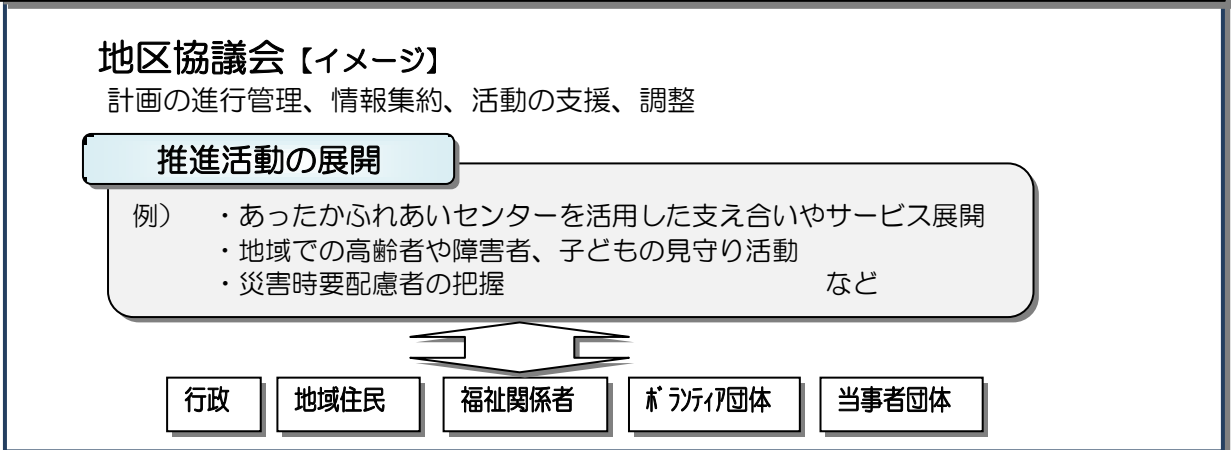 地区協議会【イメージ】
計画の進行管理、情報集約、活動の支援、調整
推進活動の展開
例） ・あったかふれあいセンターを活用した支え合いやサービス展開
・地域での高齢者や障害者、子どもの見守り活動
・災害時要配慮者の把握 など
行政 地域住民 福祉関係者 ﾎﾞﾗﾝﾃｨｱ団体 当事者団体